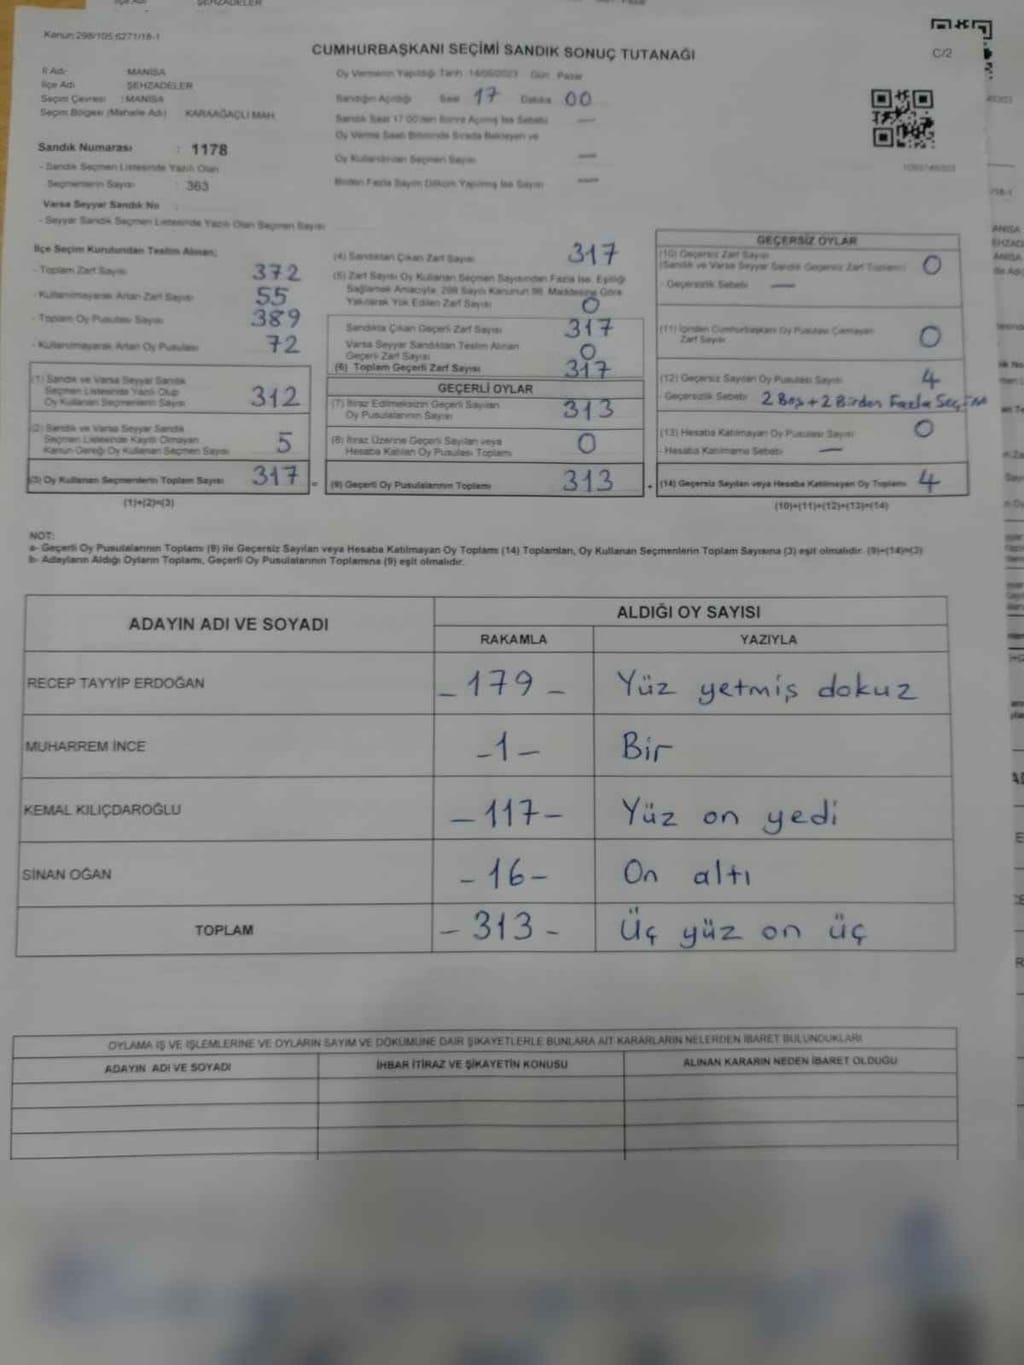 ŞEHZADELER
Kanun:298/105 6271/18-1
CUMHURBAŞKANI SEÇİMİ SANDIK SONUÇ TUTANAĞI
C/2
İl Adı : MANİSA
İlçe Adı ŞEHZADELER
Seçim Çevresi : MANİSA
Seçim Bölgesi (Mahalle Adı) KARAAĞAÇLI MAH.
Sandık Numarası : 1178
- Sandık Seçmen Listesinde Yazılı Olan
Seçmenlerin Sayısı : 363
Varsa Seyyar Sandık No
- Seyyar Sandık Seçmen Listesinde Yazılı Olan Seçmen Sayısı
Oy Vermenin Yapıldığı Tarih 14/05/2023 Gün: Pazar
Sandığın Açıldığı Saat 17 Dakika 00
Sandık Saat 17:00'den Sonra Açılmış İse Sebebi —
Oy Verme Saati Bitiminde Sırada Bekleyen ve
Oy Kullandırılan Seçmen Sayısı —
Birden Fazla Sayım Döküm Yapılmış İse Sayısı —
İlçe Seçim Kurulundan Teslim Alınan;
- Toplam Zarf Sayısı 372
- Kullanılmayarak Artan Zarf Sayısı 55
- Toplam Oy Pusulası Sayısı 389
- Kullanılmayarak Artan Oy Pusulası 72
(1) Sandık ve Varsa Seyyar Sandık
Seçmen Listesinde Yazılı Olup
Oy Kullanan Seçmenlerin Sayısı 312
(2) Sandık ve Varsa Seyyar Sandık
Seçmen Listesinde Kayıtlı Olmayan
Kanun Gereği Oy Kullanan Seçmen Sayısı 5
(3) Oy Kullanan Seçmenlerin Toplam Sayısı 317
(1)+(2)=(3)
(4) Sandıktan Çıkan Zarf Sayısı 317
(5) Zarf Sayısı Oy Kullanan Seçmen Sayısından Fazla İse, Eşitliği
Sağlamak Amacıyla, 298 Sayılı Kanunun 98. Maddesine Göre
Yakılarak Yok Edilen Zarf Sayısı 0
Sandıkta Çıkan Geçerli Zarf Sayısı 317
Varsa Seyyar Sandıktan Teslim Alınan
Geçerli Zarf Sayısı 0
(6) Toplam Geçerli Zarf Sayısı 317
GEÇERLİ OYLAR
(7) İtiraz Edilmeksizin Geçerli Sayılan
Oy Pusulalarının Sayısı 313
(8) İtiraz Üzerine Geçerli Sayılan veya
Hesaba Katılan Oy Pusulası Toplamı 0
= (9) Geçerli Oy Pusulalarının Toplamı 313
GEÇERSİZ OYLAR
(10) Geçersiz Zarf Sayısı
(Sandık ve Varsa Seyyar Sandık Geçersiz Zarf Toplamı) 0
- Geçersizlik Sebebi —
(11) İçinden Cumhurbaşkanı Oy Pusulası Çıkmayan
Zarf Sayısı 0
(12) Geçersiz Sayılan Oy Pusulası Sayısı 4
- Geçersizlik Sebebi 2 Boş + 2 Birden Fazla Seçim
(13) Hesaba Katılmayan Oy Pusulası Sayısı 0
- Hesaba Katılmama Sebebi —
+ (14) Geçersiz Sayılan veya Hesaba Katılmayan Oy Toplamı 4
(10)+(11)+(12)+(13)=(14)
NOT:
a- Geçerli Oy Pusulalarının Toplamı (9) ile Geçersiz Sayılan veya Hesaba Katılmayan Oy Toplamı (14) Toplamları, Oy Kullanan Seçmenlerin Toplam Sayısına (3) eşit olmalıdır. (9)+(14)=(3)
b- Adayların Aldığı Oyların Toplamı, Geçerli Oy Pusulalarının Toplamına (9) eşit olmalıdır.
ADAYIN ADI VE SOYADI ALDIĞI OY SAYISI
RAKAMLA YAZIYLA
RECEP TAYYİP ERDOĞAN - 179 - Yüz yetmiş dokuz
MUHARREM İNCE -1- Bir
KEMAL KILIÇDAROĞLU - 117 - Yüz on yedi
SİNAN OĞAN - 16 - On altı
TOPLAM - 313 - Üç yüz on üç
OYLAMA İŞ VE İŞLEMLERİNE VE OYLARIN SAYIM VE DÖKÜMÜNE DAİR ŞİKAYETLERLE BUNLARA AİT KARARLARIN NELERDEN İBARET BULUNDUKLARI
ADAYIN ADI VE SOYADI İHBAR İTİRAZ VE ŞİKAYETİN KONUSU ALINAN KARARIN NEDEN İBARET OLDUĞU